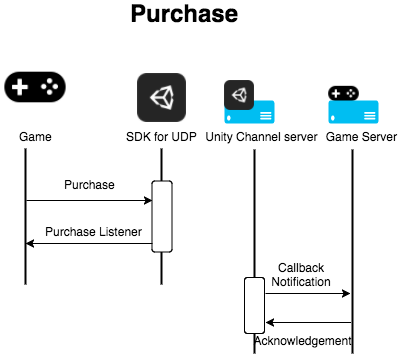 Purchase
Game
SDK for UDP
Unity Channel server
Game Server
Purchase
Purchase Listener
Callback
Notification
Acknowledgement